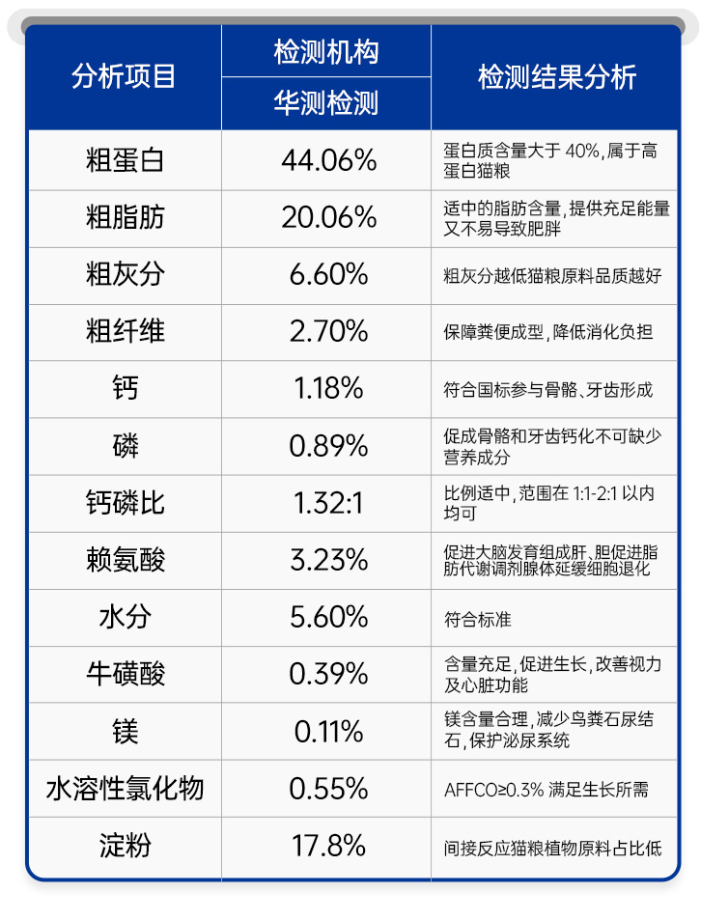 分析项目
检测机构
华测检测
检测结果分析
粗蛋白
44.06%
蛋白质含量大于 40%,属于高
蛋白猫粮
粗脂肪
20.06%
适中的脂肪含量,提供充足能量
又不易导致肥胖
粗灰分
6.60%
粗灰分越低猫粮原料品质越好
粗纤维
2.70%
保障粪便成型,降低消化负担
钙
1.18%
符合国标参与骨骼、牙齿形成
磷
0.89%
促成骨骼和牙齿钙化不可缺少
营养成分
钙磷比
1.32:1
比例适中,范围在 1:1-2:1 以内
均可
赖氨酸
3.23%
促进大脑发育组成肝、胆促进脂
肪代谢调剂腺体延缓细胞退化
水分
5.60%
符合标准
牛磺酸
0.39%
含量充足,促进生长,改善视力
及心脏功能
镁
0.11%
镁含量合理,减少鸟粪石尿结
石,保护泌尿系统
水溶性氯化物
0.55%
AFFCO≥0.3% 满足生长所需
淀粉
17.8%
间接反应猫粮植物原料占比低